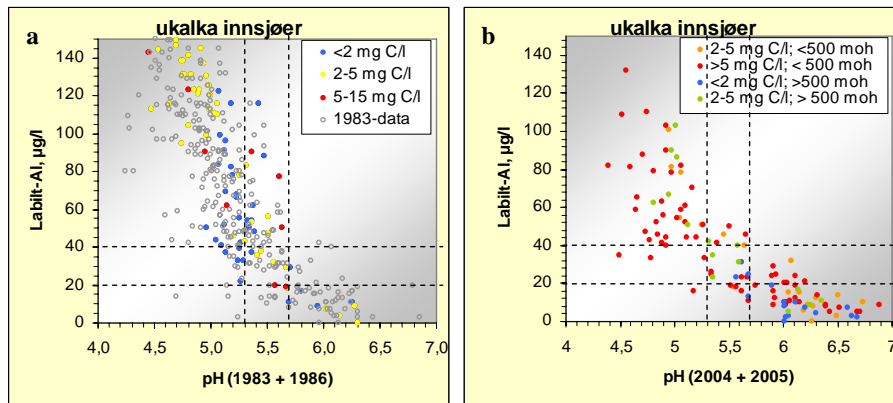 ukalka innsjøer
a
<2 mg C/l
2-5 mg C/l
5-15 mg C/l
1983-data
Labilt-Al, µg/l
140
120
100
80
60
40
20
0
4,0 4,5 5,0 5,5 6,0 6,5 7,0
pH (1983 + 1986)
ukalka innsjøer
b
2-5 mg C/l; <500 moh
>5 mg C/l; < 500 moh
<2 mg C/l; >500 moh
2-5 mg C/l; > 500 moh
Labilt-Al, µg/l
140
120
100
80
60
40
20
0
4 4,5 5 5,5 6 6,5 7
pH (2004 + 2005)